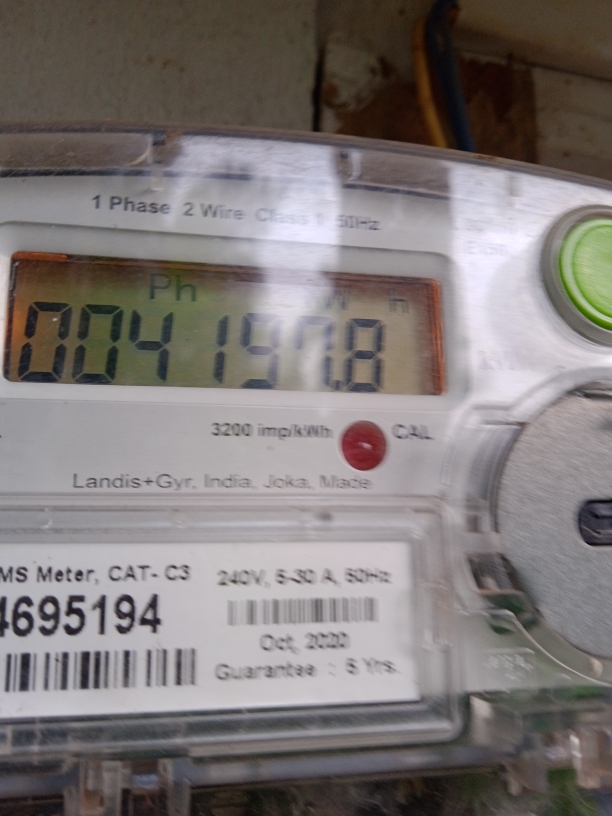 1 Phase 2 Wire Class 1 50Hz
Ph W h
004197.8
3200 imp/kWh CAL
Landis+Gyr, India, Joka, Made
MS Meter, CAT- C3
240V, 5-30 A, 50Hz
4695194
Oct, 2020
Guarantee : 5 Yrs.